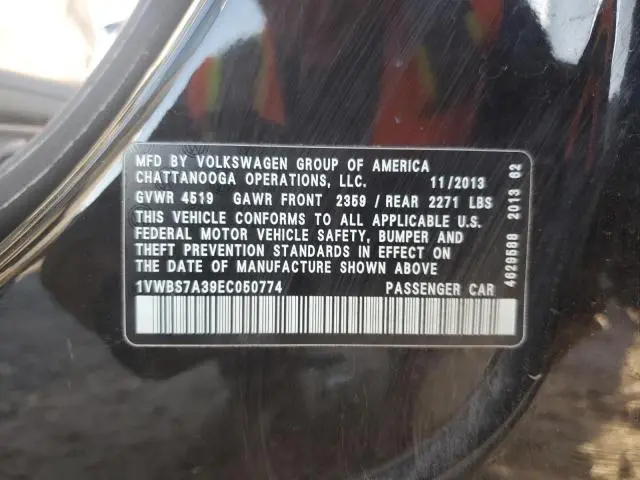 MFD BY VOLKSWAGEN GROUP OF AMERICA
CHATTANOOGA OPERATIONS, LLC. 11/2013
GVWR 4519 GAWR FRONT 2359 / REAR 2271 LBS
THIS VEHICLE CONFORMS TO ALL APPLICABLE U.S.
FEDERAL MOTOR VEHICLE SAFETY, BUMPER AND
THEFT PREVENTION STANDARDS IN EFFECT ON
THE DATE OF MANUFACTURE SHOWN ABOVE.
1VWBS7A39EC050774 PASSENGER CAR
4629588 2013 62